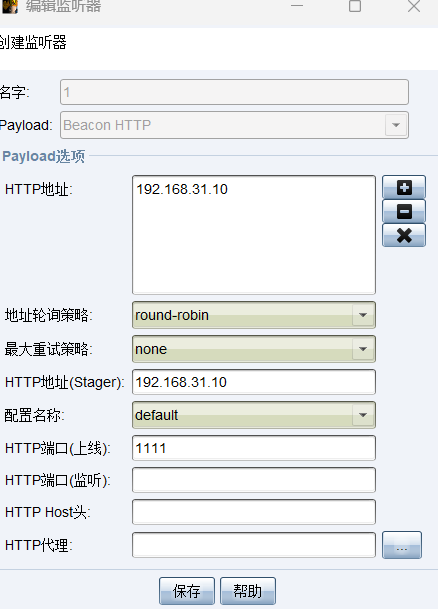 编辑监听器
创建监听器
名字: 1
Payload: Beacon HTTP
Payload选项
HTTP地址: 192.168.31.10
地址轮询策略: round-robin
最大重试策略: none
HTTP地址(Stager): 192.168.31.10
配置名称: default
HTTP端口(上线): 1111
HTTP端口(监听):
HTTP Host头:
HTTP代理: ...
保存 帮助